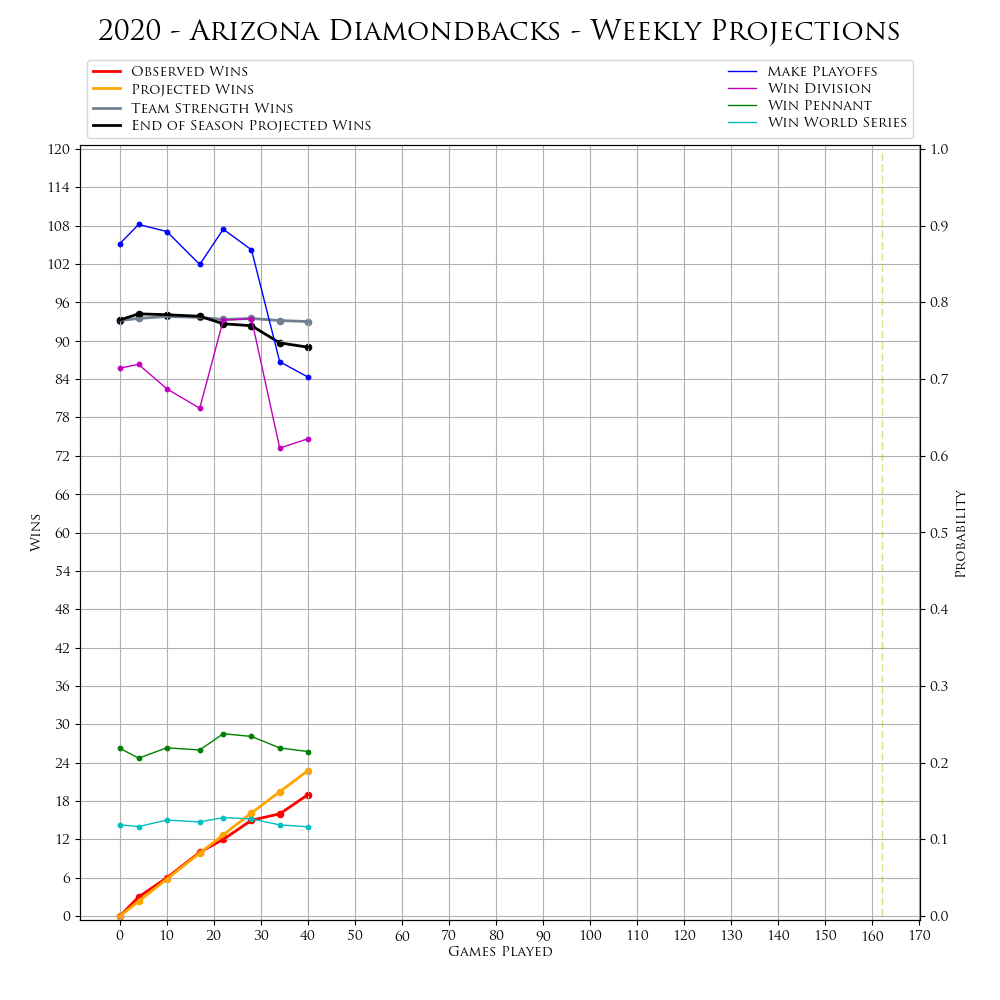 2020 - Arizona Diamondbacks - Weekly Projections
Observed Wins
Projected Wins
Team Strength Wins
End of Season Projected Wins
Make Playoffs
Win Division
Win Pennant
Win World Series
120
114
108
102
96
90
84
78
72
66
60
54
48
42
36
30
24
18
12
6
0
Wins
1.0
0.9
0.8
0.7
0.6
0.5
0.4
0.3
0.2
0.1
0.0
Probability
0 10 20 30 40 50 60 70 80 90 100 110 120 130 140 150 160 170
Games Played